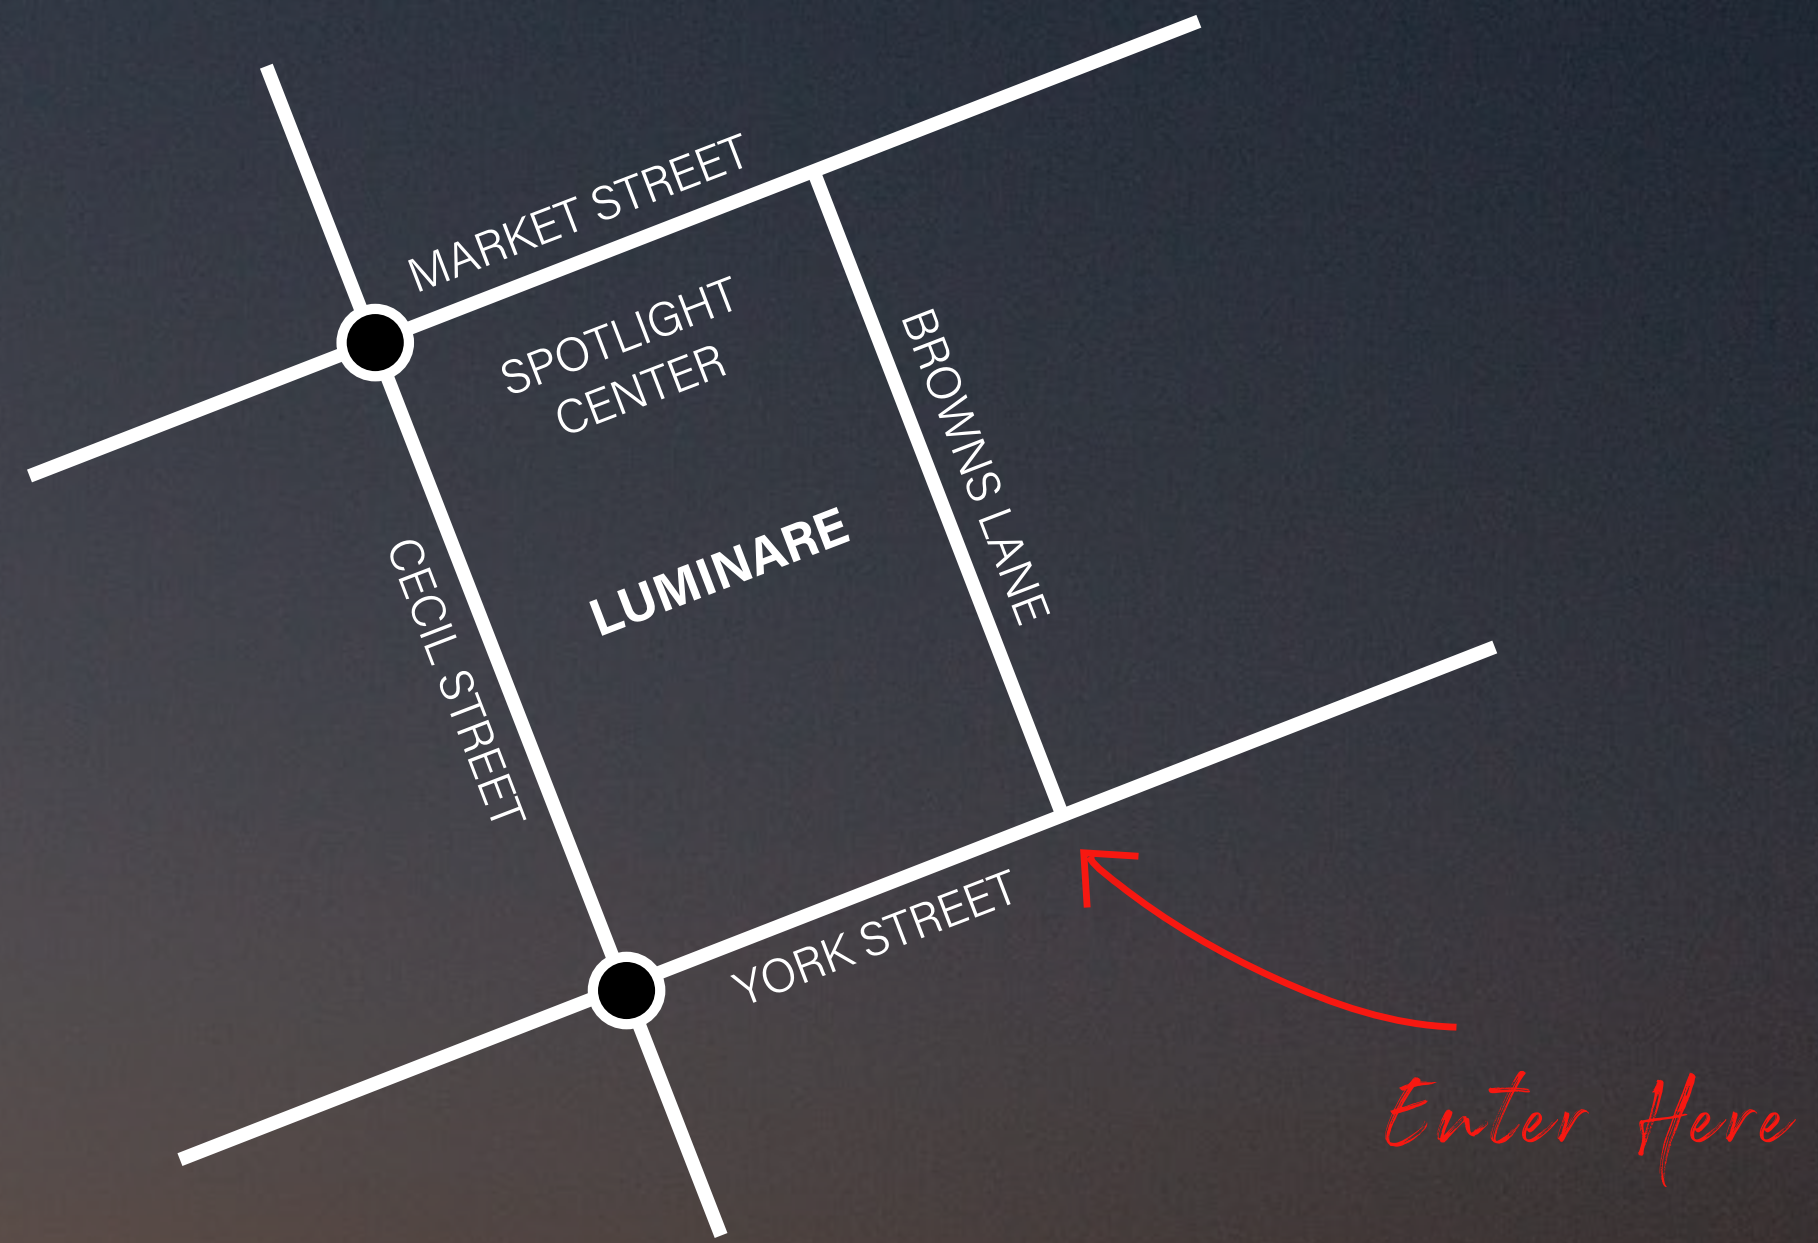 MARKET STREET
SPOTLIGHT
CENTER
BROWNS LANE
LUMINARE
CECIL STREET
YORK STREET
Enter Here